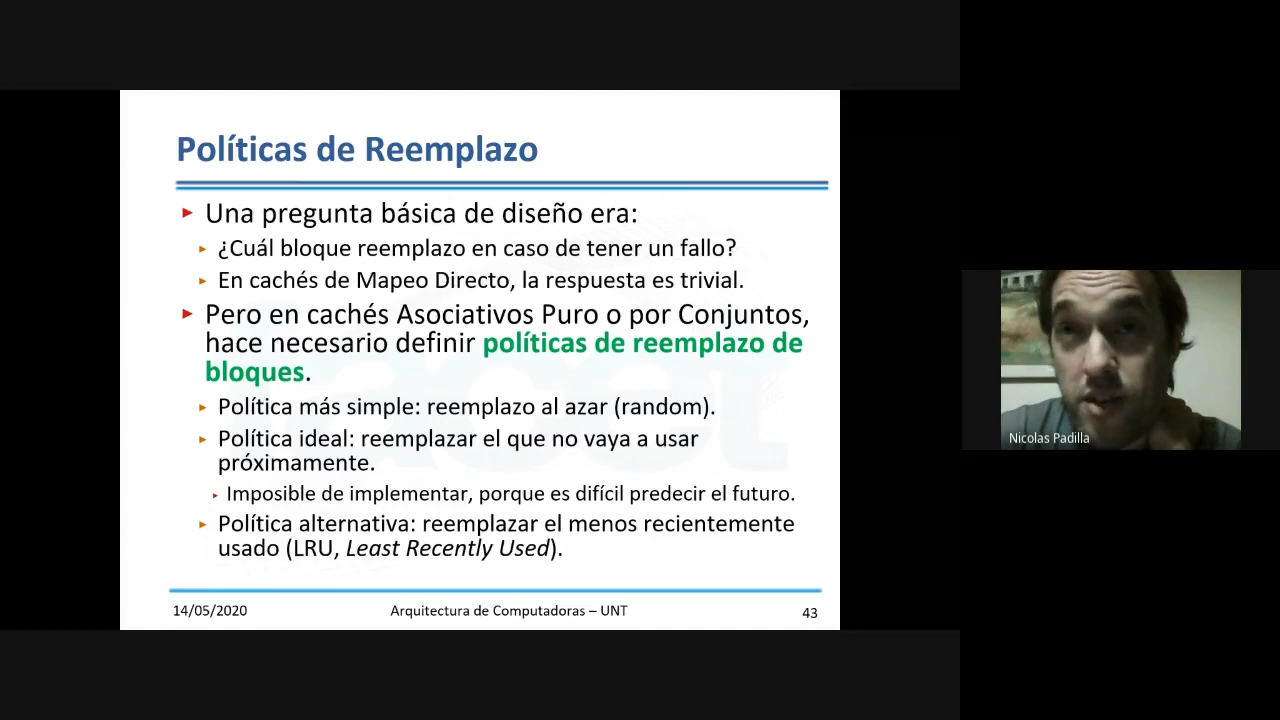 Políticas de Reemplazo
Una pregunta básica de diseño era:
¿Cuál bloque reemplazo en caso de tener un fallo?
En cachés de Mapeo Directo, la respuesta es trivial.
Pero en cachés Asociativos Puro o por Conjuntos,
hace necesario definir políticas de reemplazo de
bloques.
Política más simple: reemplazo al azar (random).
Política ideal: reemplazar el que no vaya a usar
próximamente.
Imposible de implementar, porque es difícil predecir el futuro.
Política alternativa: reemplazar el menos recientemente
usado (LRU, Least Recently Used).
14/05/2020
Arquitectura de Computadoras – UNT
43
Nicolas Padilla